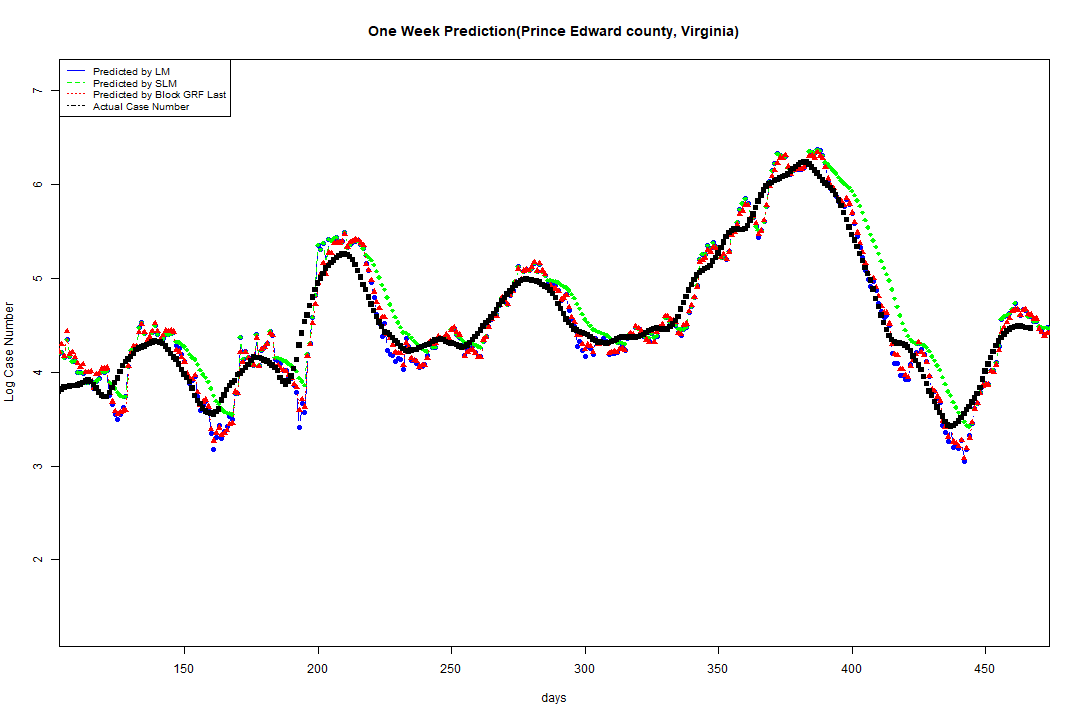 One Week Prediction(Prince Edward county, Virginia)
Predicted by LM
Predicted by SLM
Predicted by Block GRF Last
Actual Case Number
7
6
5
4
3
2
Log Case Number
150 200 250 300 350 400 450
days